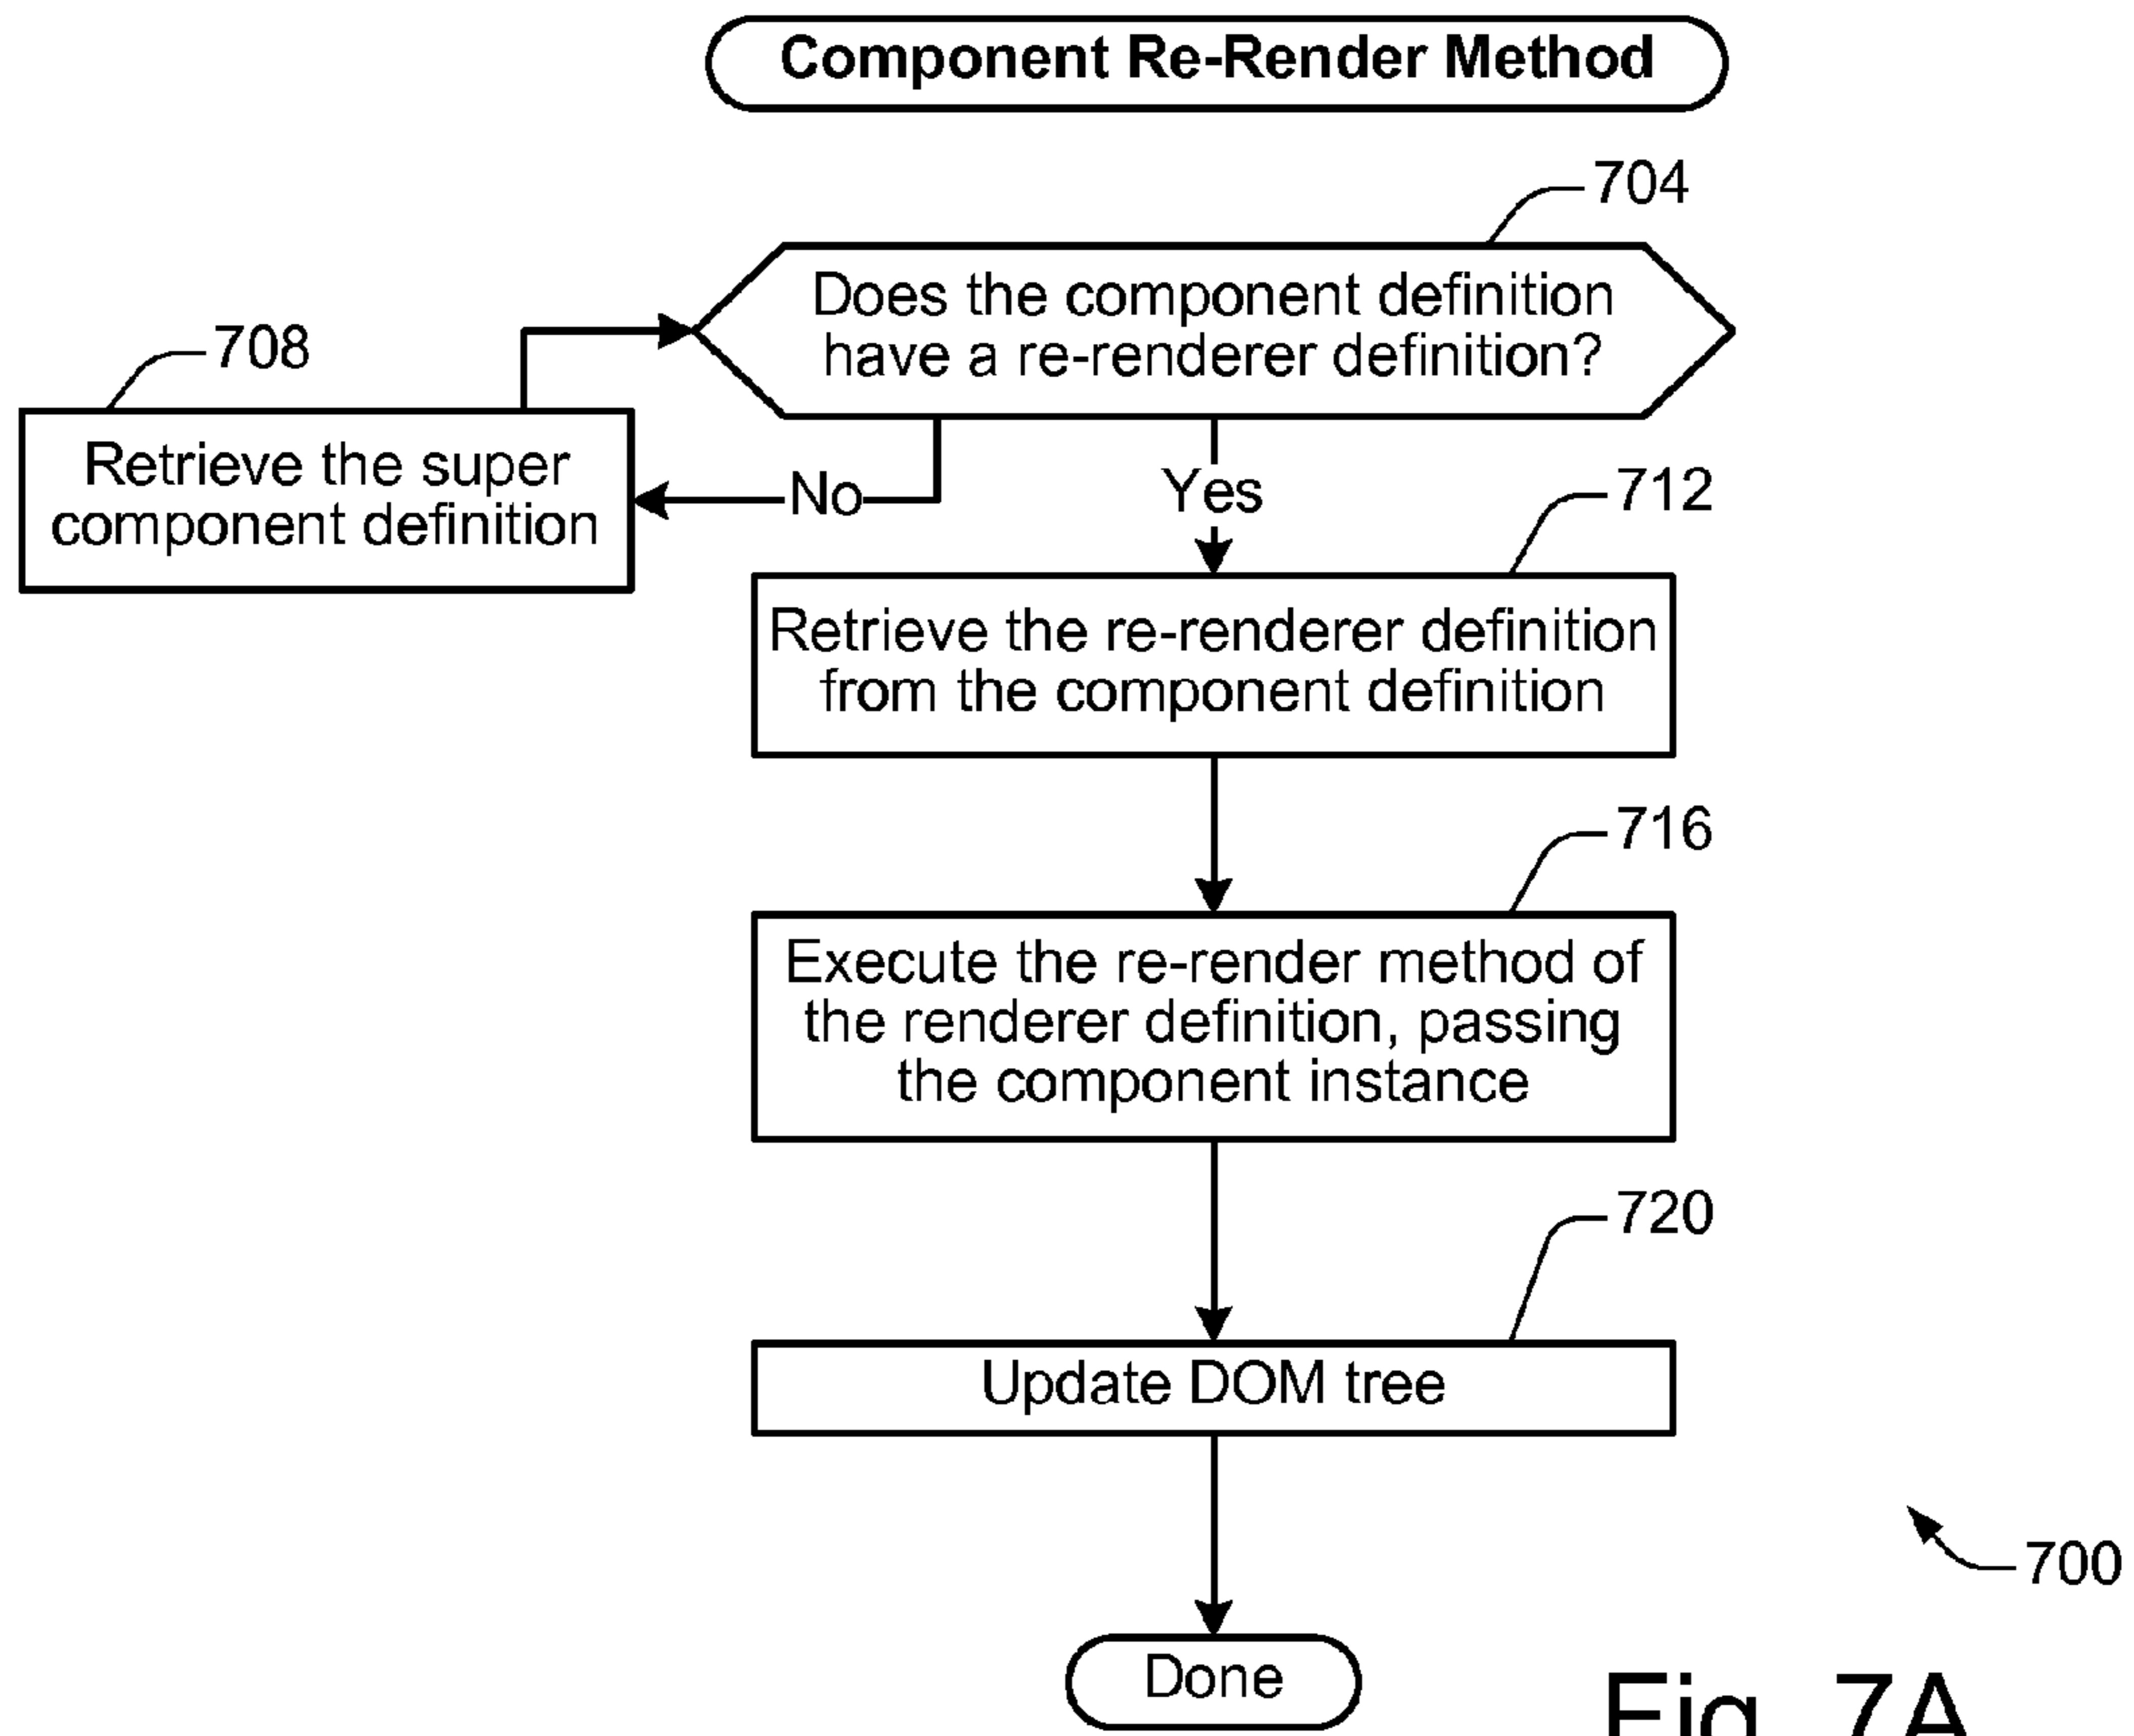 Component Re-Render Method
704
Does the component definition
have a re-renderer definition?
708
Retrieve the super
component definition
No
Yes
712
Retrieve the re-renderer definition
from the component definition
716
Execute the re-render method of
the renderer definition, passing
the component instance
720
Update DOM tree
700
Done
Fig. 7A